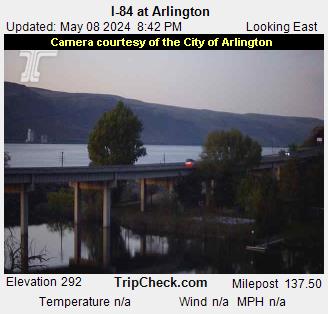 I-84 at Arlington
Updated: May 08 2024 8:42 PM Looking East
Camera courtesy of the City of Arlington
Elevation 292 TripCheck.com Milepost 137.50
Temperature n/a Wind n/a MPH n/a